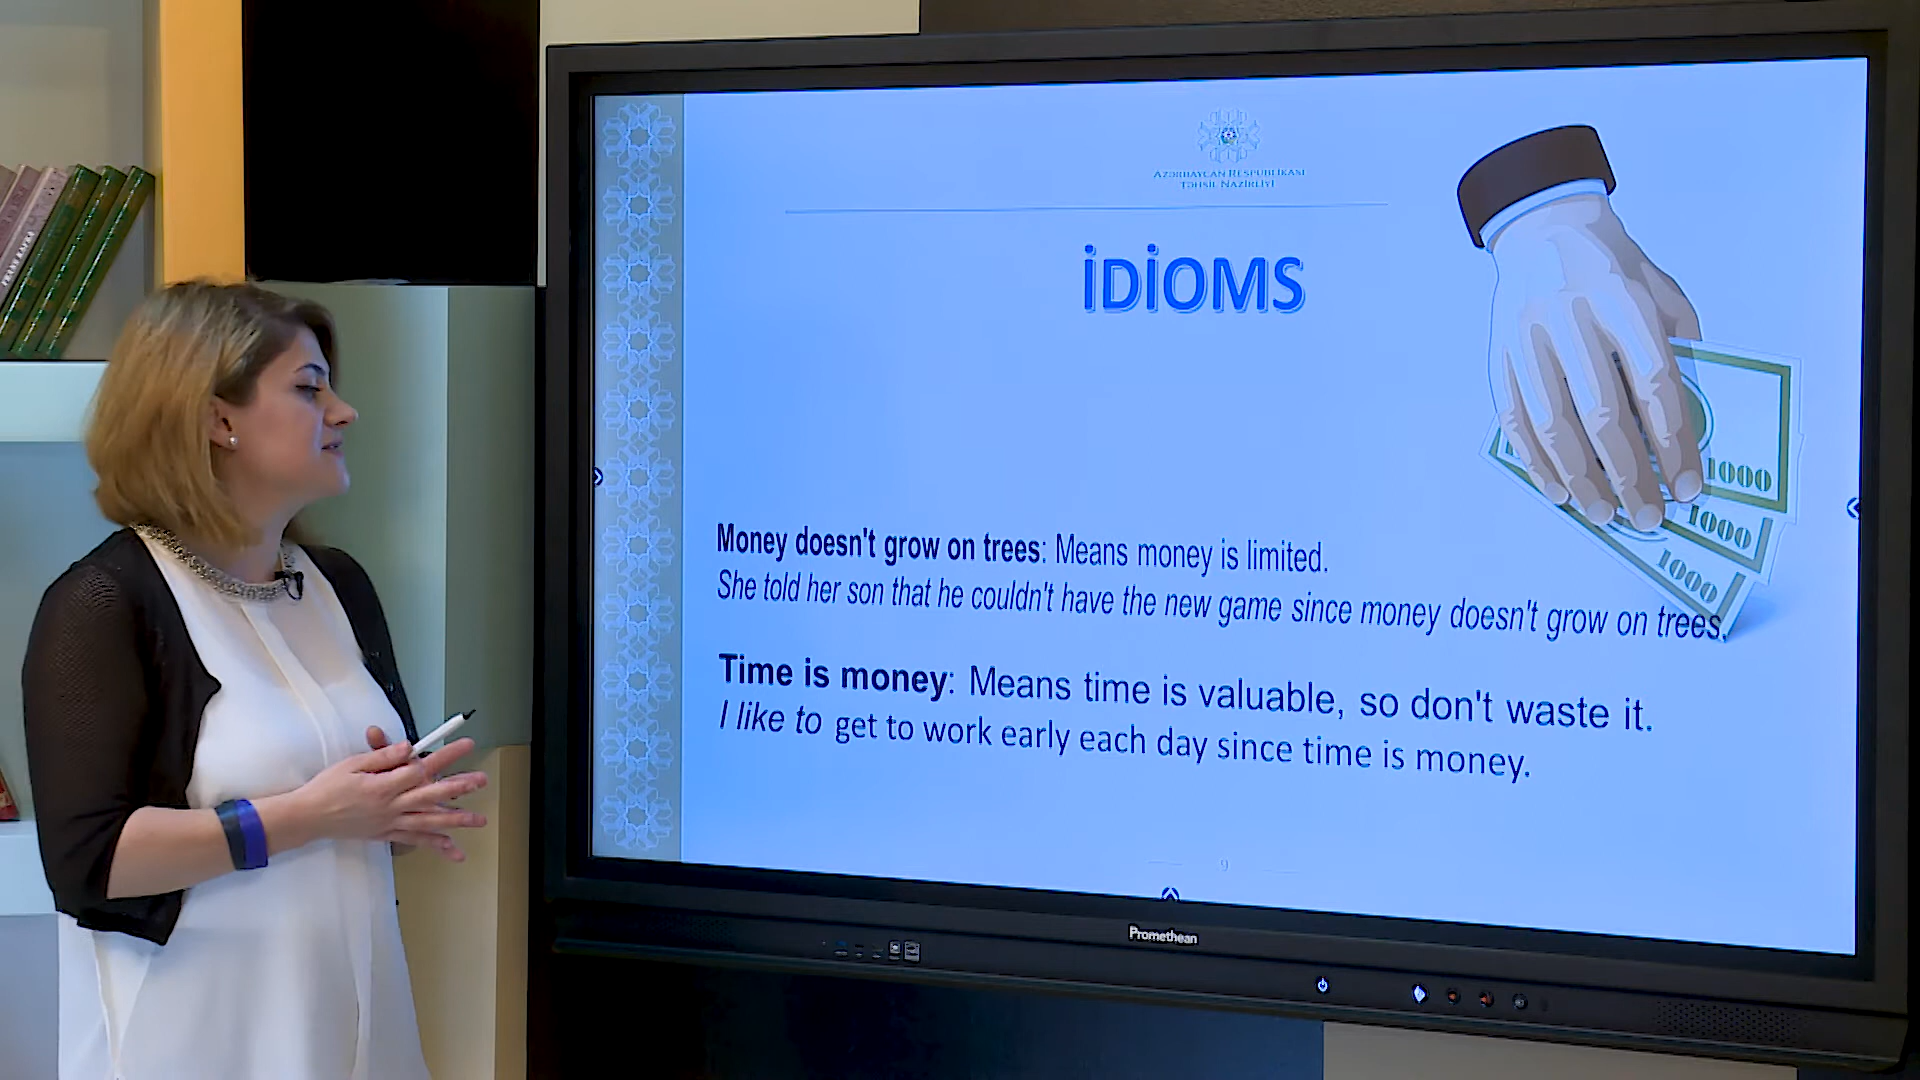 AZƏRBAYCAN RESPUBLİKASI
TƏHSİL NAZİRLİYİ
İDİOMS
1000
1000
1000
Money doesn't grow on trees: Means money is limited.
She told her son that he couldn't have the new game since money doesn't grow on trees.
Time is money: Means time is valuable, so don't waste it.
I like to get to work early each day since time is money.
9
Promethean
FRANS KAFKA